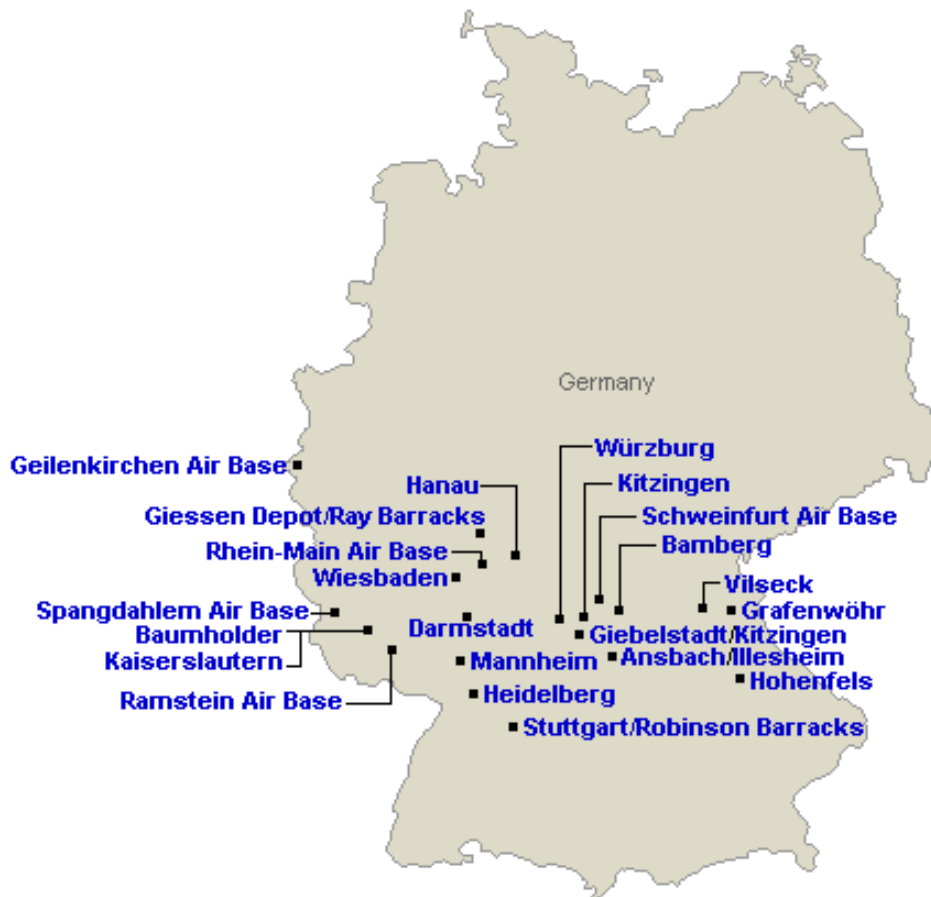 Germany
Würzburg
Geilenkirchen Air Base
Hanau
Kitzingen
Giessen Depot/Ray Barracks
Schweinfurt Air Base
Rhein-Main Air Base
Bamberg
Wiesbaden
Vilseck
Spangdahlem Air Base
Grafenwöhr
Baumholder
Darmstadt
Giebelstadt/Kitzingen
Kaiserslautern
Mannheim
Ansbach/Illesheim
Hohenfels
Ramstein Air Base
Heidelberg
Stuttgart/Robinson Barracks